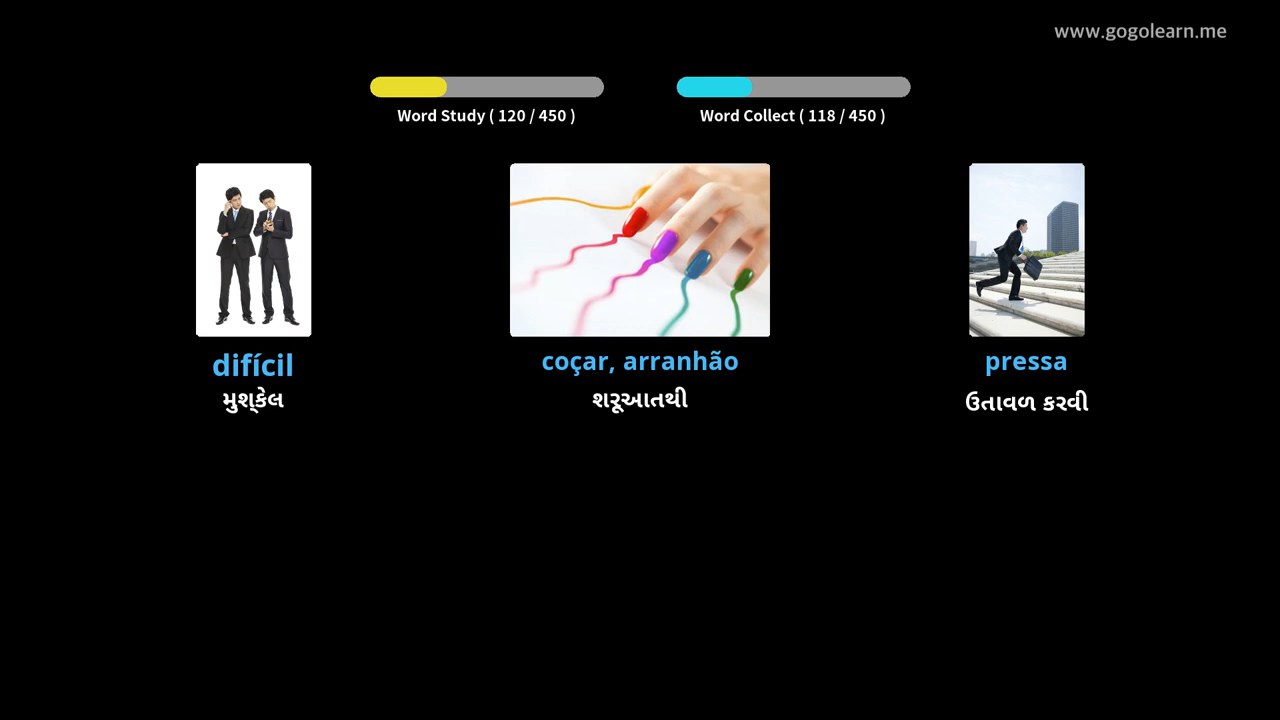 www.gogolearn.me
Word Study ( 120 / 450 )
Word Collect ( 118 / 450 )
difícil
coçar, arranhão
pressa
મુશ્કેલ
શરૂઆતથી
ઉતાવળ કરવી